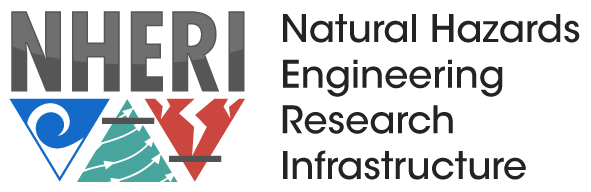 NHERI
Natural Hazards
Engineering
Research
Infrastructure